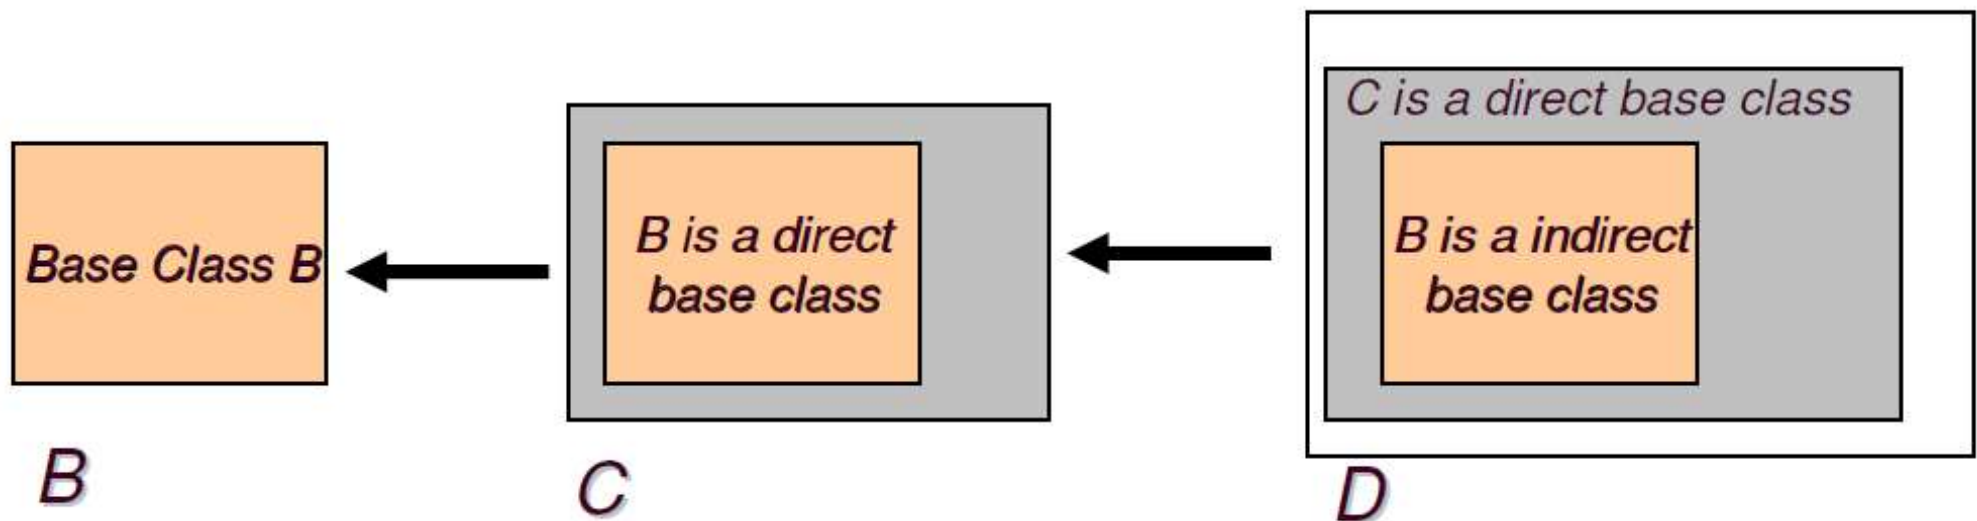 Base Class B
B is a direct
base class
C is a direct base class
B is a indirect
base class
B
C
D